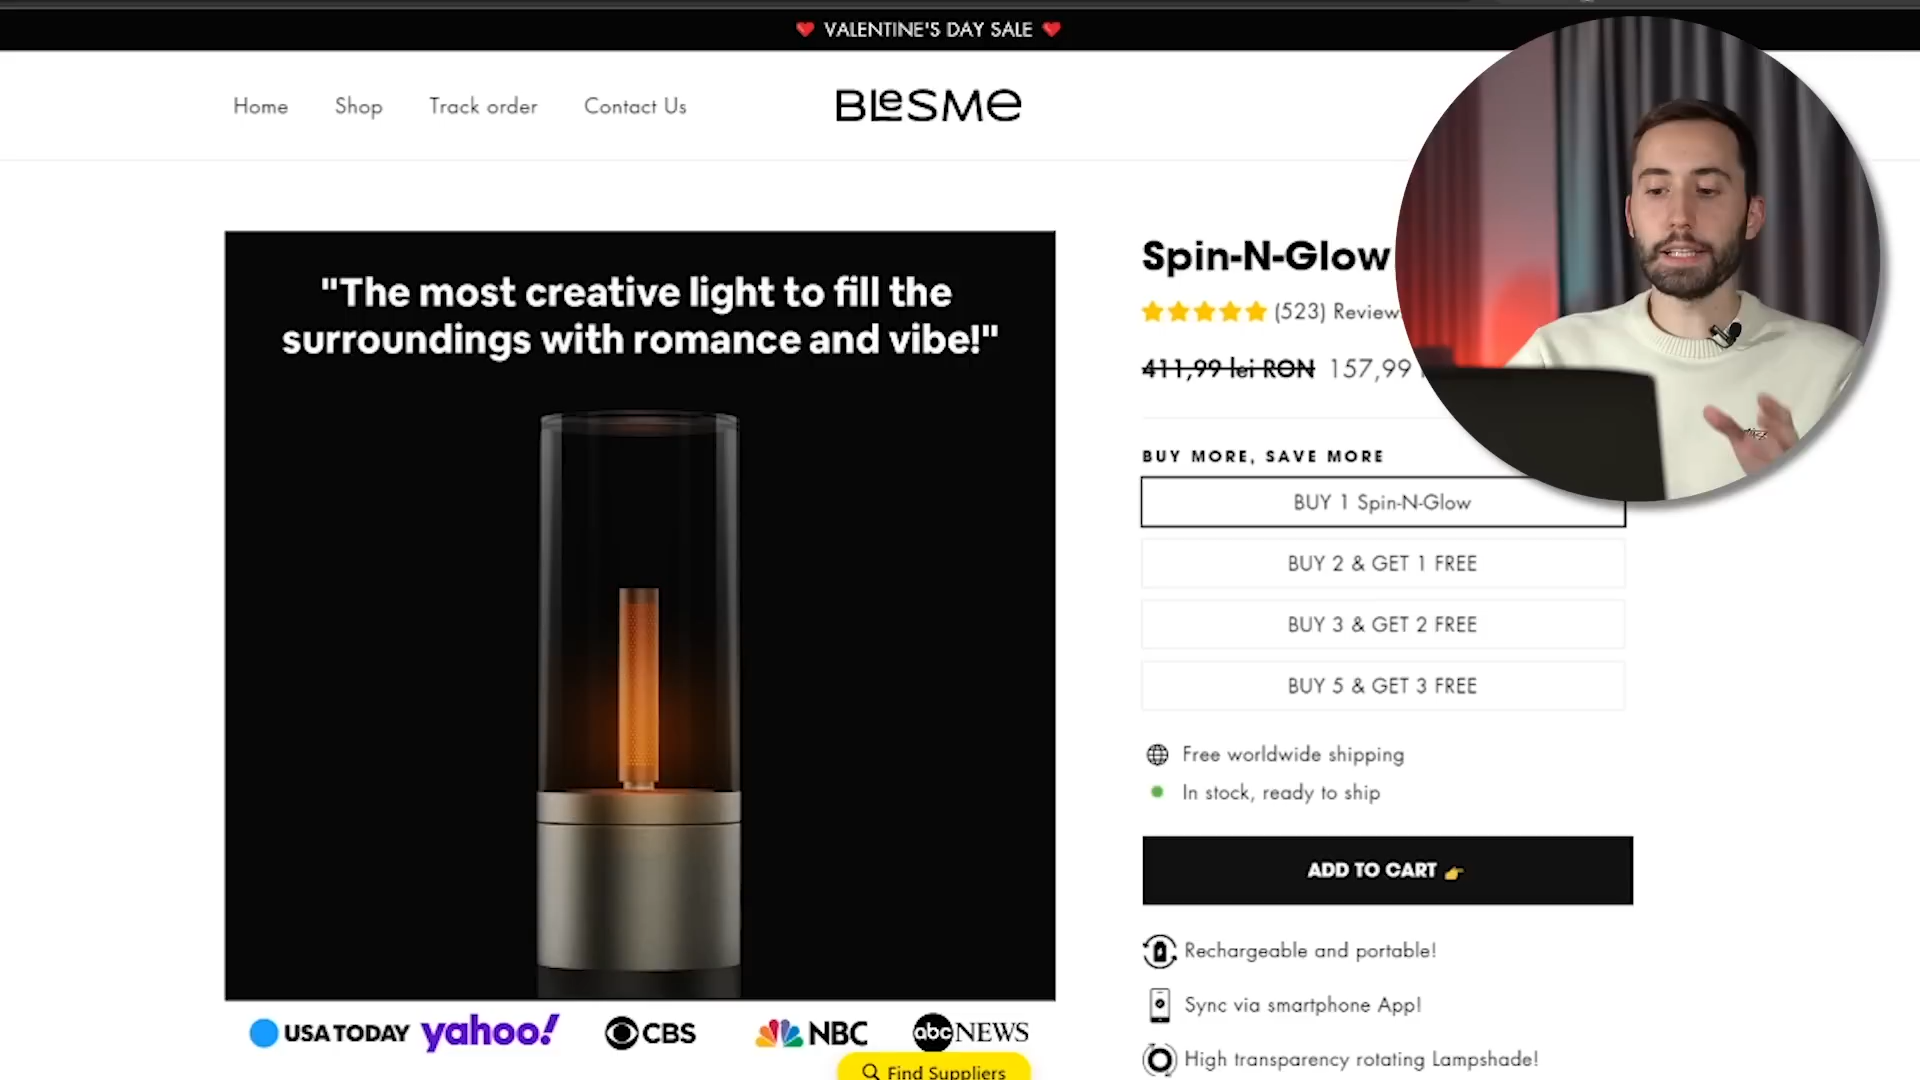 ❤️ VALENTINE'S DAY SALE ❤️
Home
Shop
Track order
Contact Us
BLeSMe
"The most creative light to fill the
surroundings with romance and vibe!"
USA TODAY
yahoo!
CBS
NBC
abc NEWS
Find Suppliers
Spin-N-Glow
(523) Review
411,99 lei RON 157,99
BUY MORE, SAVE MORE
BUY 1 Spin-N-Glow
BUY 2 & GET 1 FREE
BUY 3 & GET 2 FREE
BUY 5 & GET 3 FREE
Free worldwide shipping
In stock, ready to ship
ADD TO CART 👉
Rechargeable and portable!
Sync via smartphone App!
High transparency rotating Lampshade!